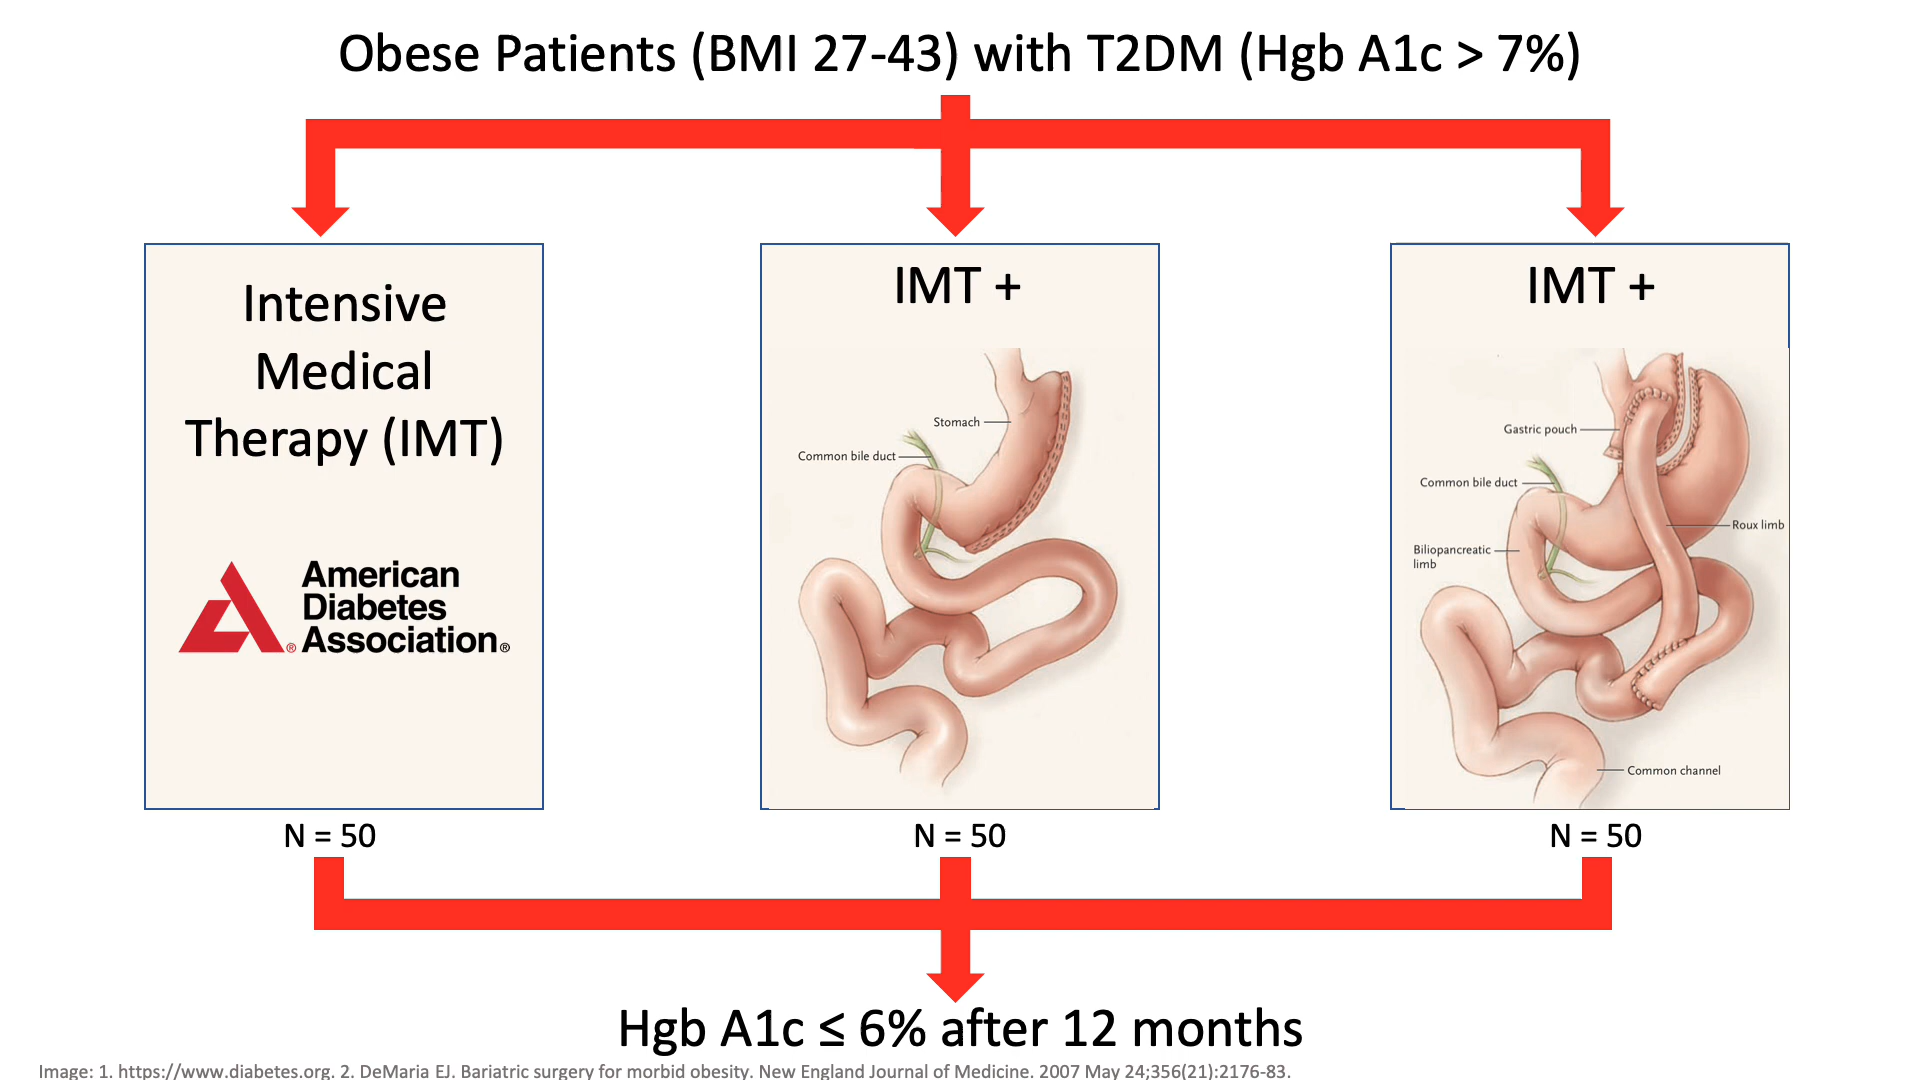 Obese Patients (BMI 27-43) with T2DM (Hgb A1c > 7%)
Intensive
Medical
Therapy (IMT)
American
Diabetes
Association®
®
N = 50
IMT +
Stomach
Common bile duct
N = 50
IMT +
Gastric pouch
Common bile duct
Roux limb
Biliopancreatic
limb
Common channel
N = 50
Hgb A1c ≤ 6% after 12 months
Image: 1. https://www.diabetes.org. 2. DeMaria EJ. Bariatric surgery for morbid obesity. New England Journal of Medicine. 2007 May 24;356(21):2176-83.